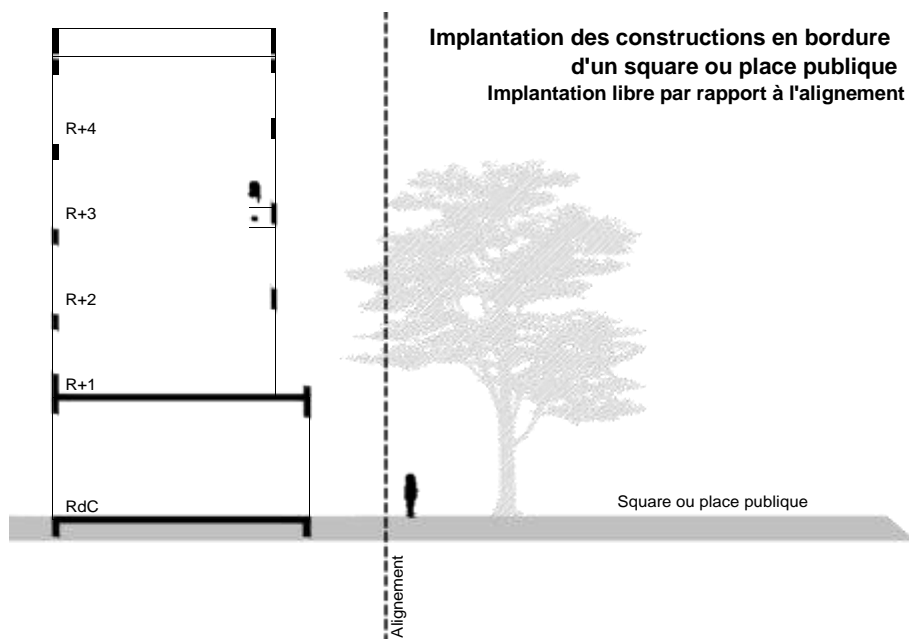 Implantation des constructions en bordure
d'un square ou place publique
Implantation libre par rapport à l'alignement
R+4
R+3
R+2
R+1
RdC
Square ou place publique
Alignement